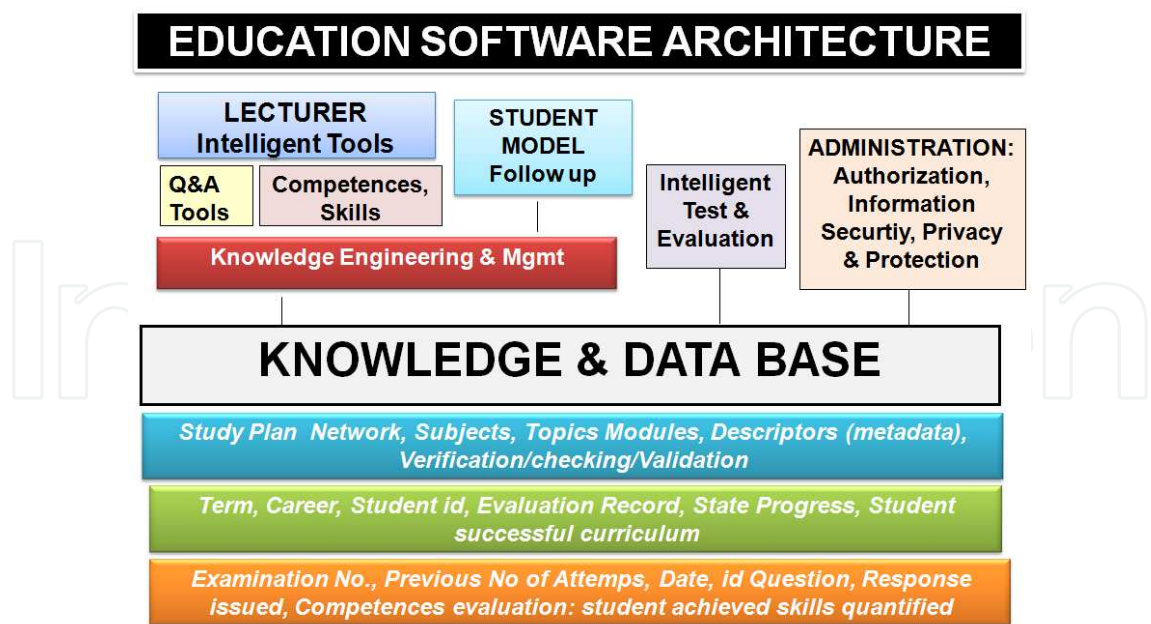 EDUCATION SOFTWARE ARCHITECTURE
LECTURER
Intelligent Tools
Q&A
Tools
Competences,
Skills
STUDENT
MODEL
Follow up
Knowledge Engineering & Mgmt
Intelligent
Test &
Evaluation
ADMINISTRATION:
Authorization,
Information
Securtiy, Privacy
& Protection
KNOWLEDGE & DATA BASE
Study Plan Network, Subjects, Topics Modules, Descriptors (metadata),
Verification/checking/Validation
Term, Career, Student id, Evaluation Record, State Progress, Student
successful curriculum
Examination No., Previous No of Attemps, Date, id Question, Response
issued, Competences evaluation: student achieved skills quantified